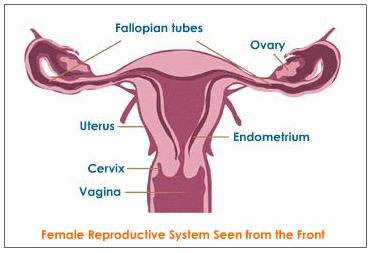 Fallopian tubes
Ovary
Uterus
Endometrium
Cervix
Vagina
Female Reproductive System Seen from the Front